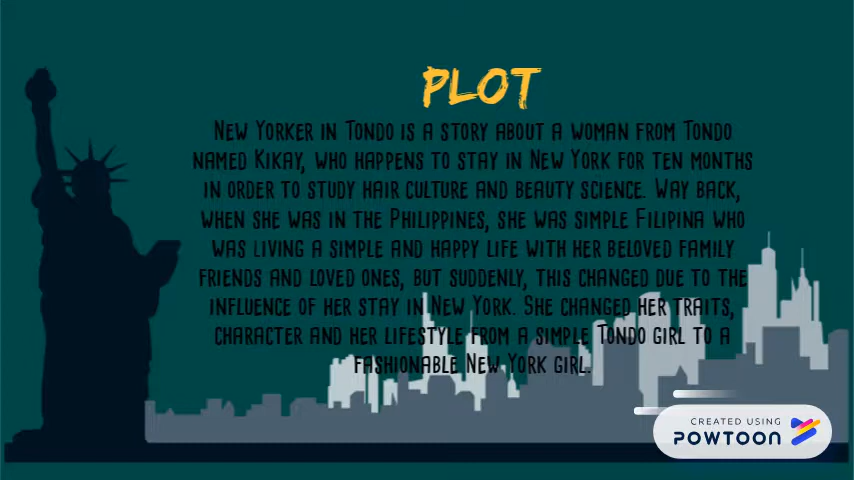 PLOT
NEW YORKER IN TONDO IS A STORY ABOUT A WOMAN FROM TONDO
NAMED KIKAY, WHO HAPPENS TO STAY IN NEW YORK FOR TEN MONTHS
IN ORDER TO STUDY HAIR CULTURE AND BEAUTY SCIENCE. WAY BACK,
WHEN SHE WAS IN THE PHILIPPINES, SHE WAS SIMPLE FILIPINA WHO
WAS LIVING A SIMPLE AND HAPPY LIFE WITH HER BELOVED FAMILY
FRIENDS AND LOVED ONES, BUT SUDDENLY, THIS CHANGED DUE TO THE
INFLUENCE OF HER STAY IN NEW YORK. SHE CHANGED HER TRAITS,
CHARACTER AND HER LIFESTYLE FROM A SIMPLE TONDO GIRL TO A
FASHIONABLE NEW YORK GIRL.
CREATED USING
POWTOON